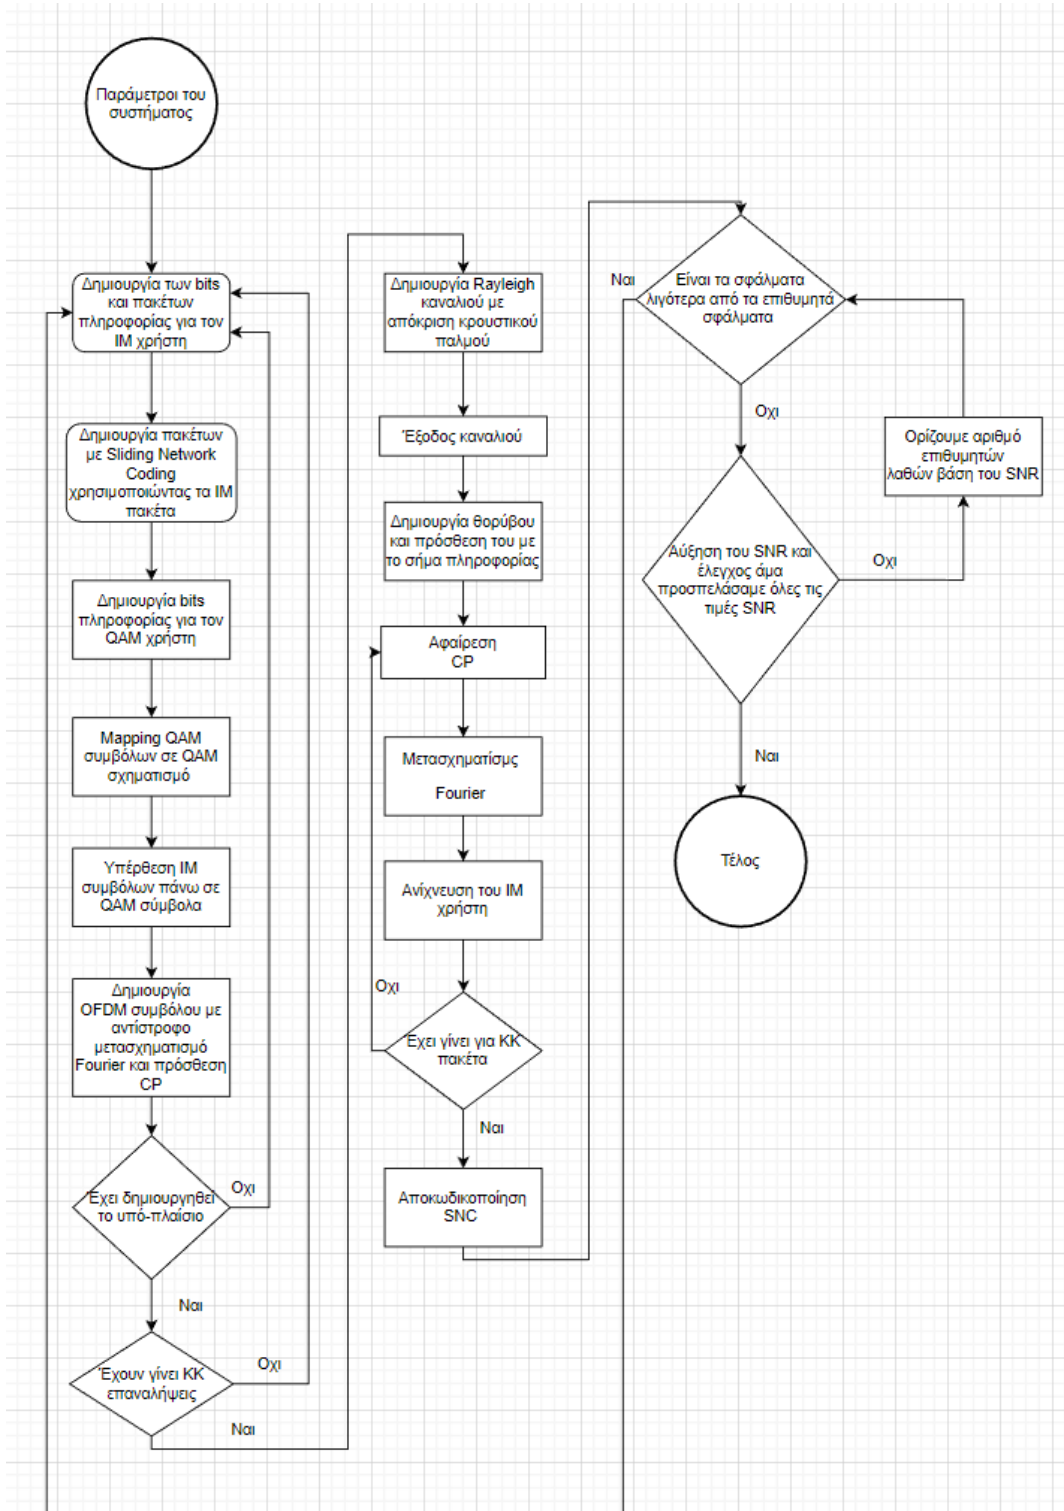 Παράμετροι του
συστήματος
Δημιουργία των bits
και πακέτων
πληροφορίας για τον
ΙΜ χρήστη
Δημιουργία πακέτων
με Sliding Network
Coding
χρησιμοποιώντας τα ΙΜ
πακέτα
Δημιουργία bits
πληροφορίας για τον
QAM χρήστη
Mapping QAM
συμβόλων σε QAM
σχηματισμό
Υπέρθεση ΙΜ
συμβόλων πάνω σε
QAM σύμβολα
Δημιουργία
OFDM συμβόλου με
αντίστροφο
μετασχηματισμό
Fourier και πρόσθεση
CP
Έχει δημιουργηθεί
το υπό-πλαίσιο
Οχι
Ναι
Έχουν γίνει ΚΚ
επαναλήψεις
Οχι
Ναι
Δημιουργία Rayleigh
καναλιού με
απόκριση κρουστικού
παλμού
Έξοδος καναλιού
Δημιουργία θορύβου
και πρόσθεση του με
το σήμα πληροφορίας
Αφαίρεση
CP
Μετασχηματίσμς
Fourier
Ανίχνευση του ΙΜ
χρήστη
Οχι
Έχει γίνει για ΚΚ
πακέτα
Ναι
Αποκωδικοποίηση
SNC
Ναι
Είναι τα σφάλματα
λιγότερα από τα επιθυμητά
σφάλματα
Οχι
Ορίζουμε αριθμό
επιθυμητών
λαθών βάση του SNR
Αύξηση του SNR και
έλεγχος άμα
προσπελάσαμε όλες τις
τιμές SNR
Οχι
Ναι
Τέλος